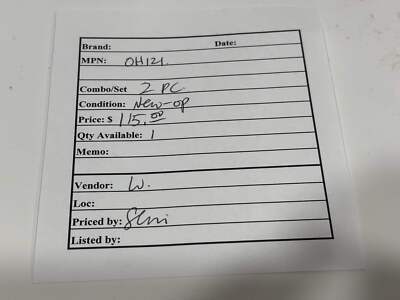 Brand: Date:
MPN: OH121.
Combo/Set 2 PC
Condition: New-op
Price: $ 115.00
Qty Available: 1
Memo:
Vendor: W.
Loc:
Priced by:
Listed by: